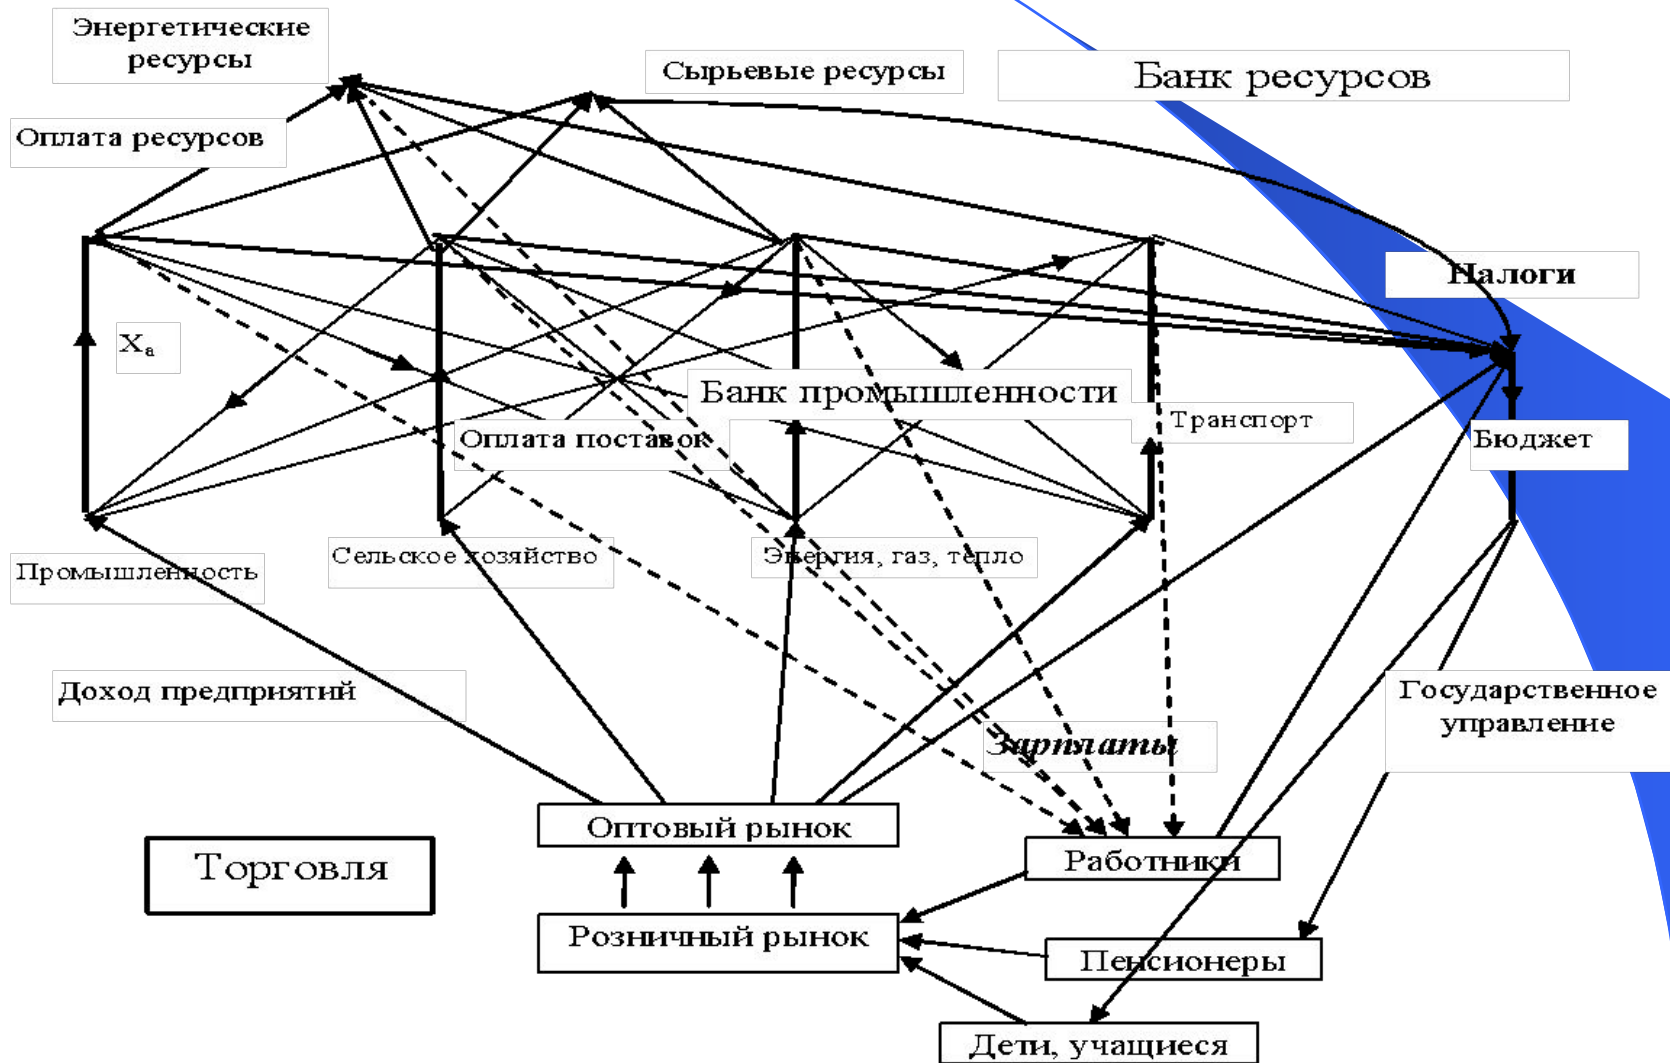 Энергетические
ресурсы
Сырьевые ресурсы
Банк ресурсов
Оплата ресурсов
Налоги
Xа
Банк промышленности
Транспорт
Оплата поставок
Бюджет
Промышленность
Сельское хозяйство
Энергия, газ, тепло
Доход предприятий
Государственное
управление
Зарплаты
Оптовый рынок
Торговля
Работники
Розничный рынок
Пенсионеры
Дети, учащиеся